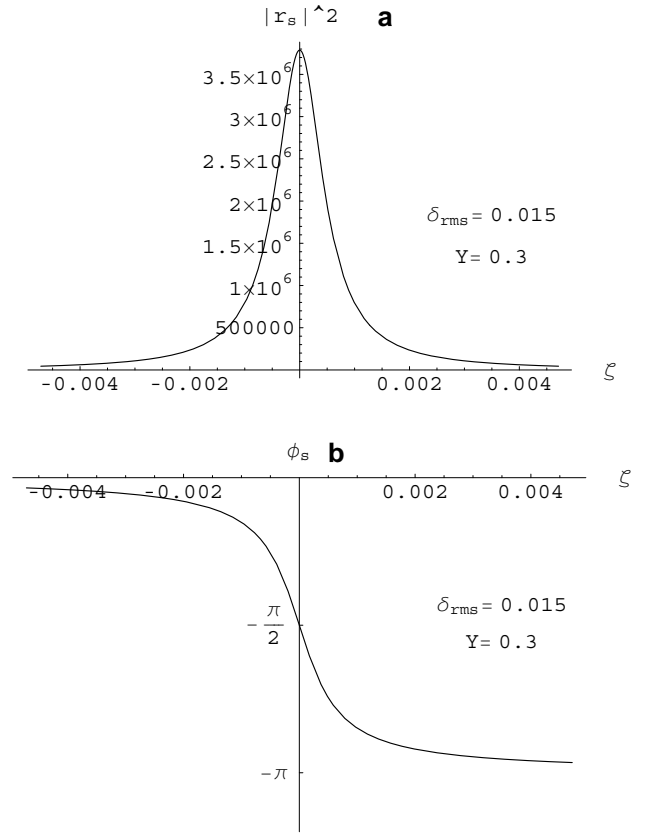 |r_s|^2 a
3.5×10^6
3×10^6
2.5×10^6
2×10^6
1.5×10^6
1×10^6
500000
δ_rms= 0.015
Y= 0.3
-0.004 -0.002 0.002 0.004 ζ
ϕ_s b
-0.004 -0.002 0.002 0.004 ζ
-π/2
-π
δ_rms= 0.015
Y= 0.3